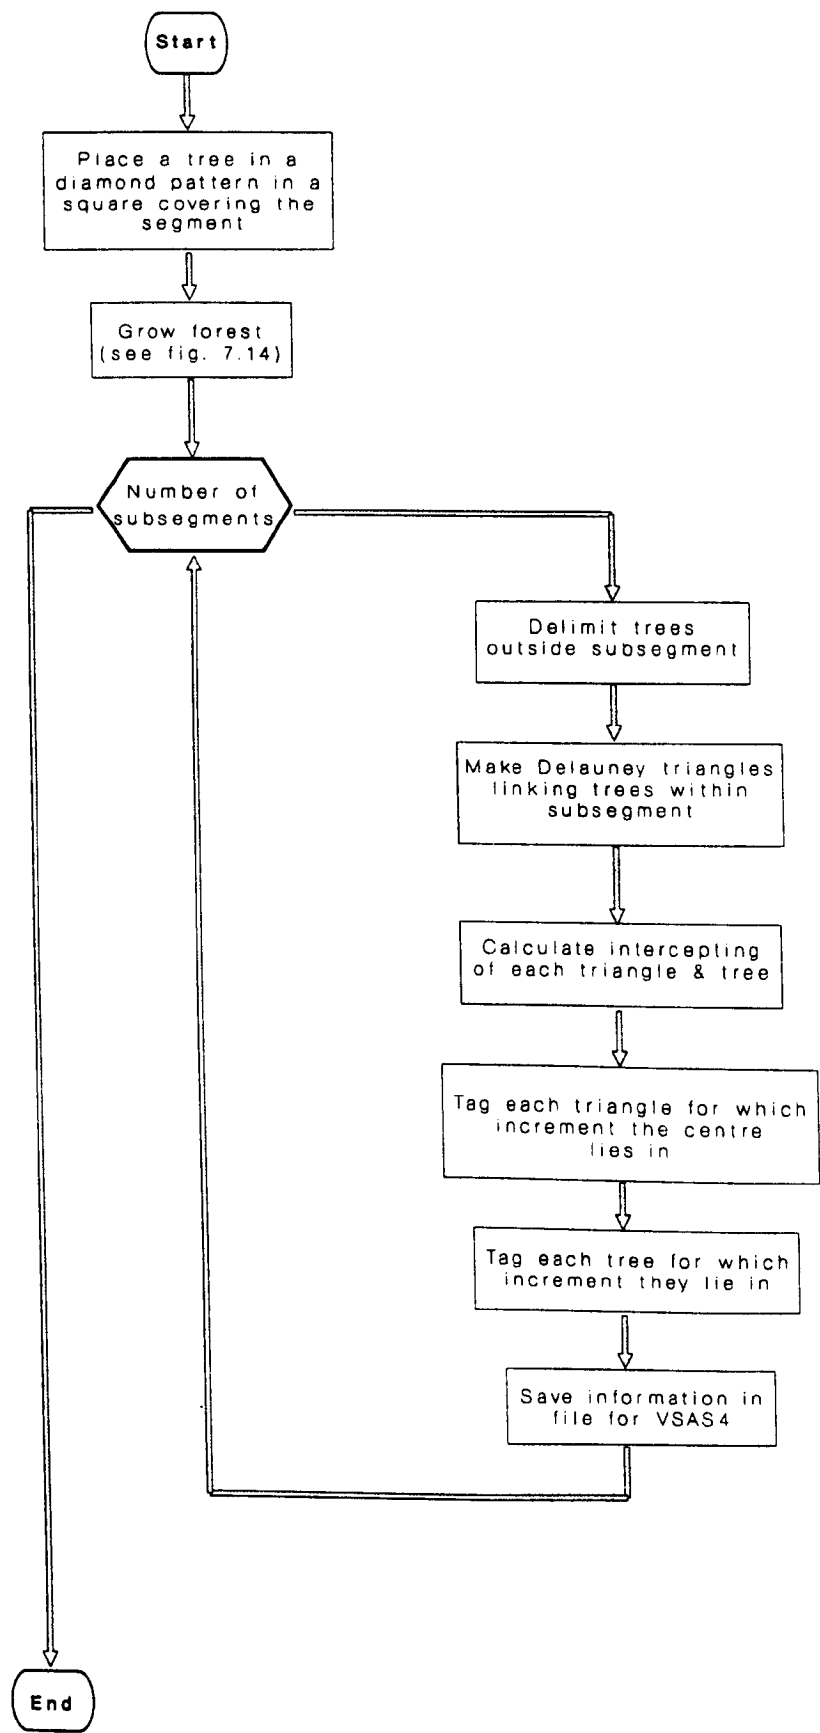 Start
Place a tree in a
diamond pattern in a
square covering the
segment
Grow forest
(see fig. 7.14)
Number of
subsegments
Delimit trees
outside subsegment
Make Delauney triangles
linking trees within
subsegment
Calculate intercepting
of each triangle & tree
Tag each triangle for which
increment the centre
lies in
Tag each tree for which
increment they lie in
Save information in
file for VSAS4
End